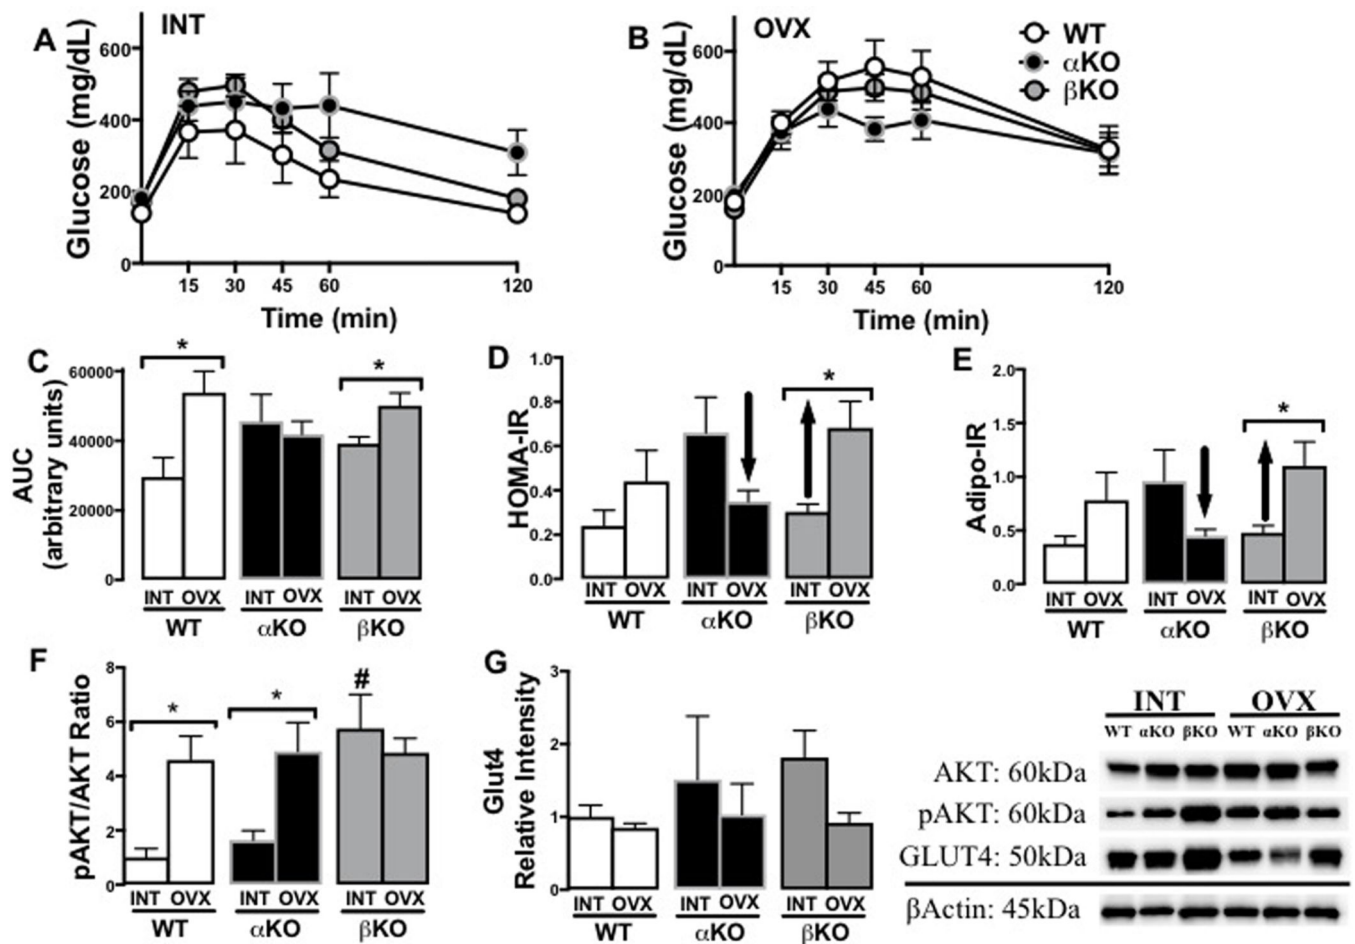 A
INT
Glucose (mg/dL)
600
400
200
0
15 30 45 60 120
Time (min)
B
OVX
WT
αKO
βKO
Glucose (mg/dL)
600
400
200
0
15 30 45 60 120
Time (min)
C
AUC
(arbitrary units)
60000
40000
20000
0
*
*
INT OVX INT OVX INT OVX
WT αKO βKO
D
HOMA-IR
1.0
0.8
0.6
0.4
0.2
0.0
*
INT OVX INT OVX INT OVX
WT αKO βKO
E
Adipo-IR
2.0
1.5
1.0
0.5
0.0
*
INT OVX INT OVX INT OVX
WT αKO βKO
F
pAKT/AKT Ratio
8
6
4
2
0
*
*
#
INT OVX INT OVX INT OVX
WT αKO βKO
G
Glut4
Relative Intensity
3
2
1
0
INT OVX INT OVX INT OVX
WT αKO βKO
INT OVX
WT αKO βKO WT αKO βKO
AKT: 60kDa
pAKT: 60kDa
GLUT4: 50kDa
βActin: 45kDa